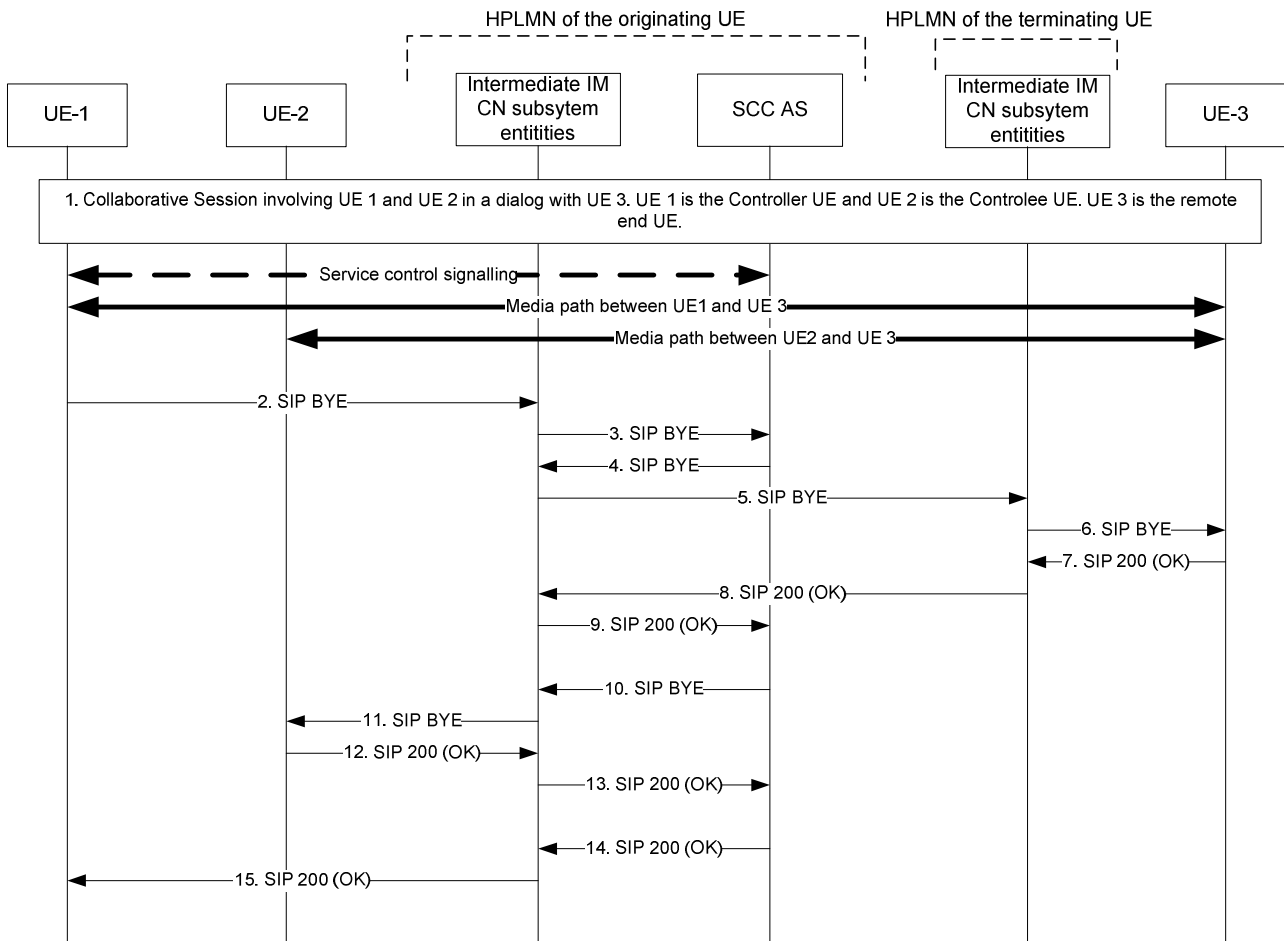 HPLMN of the originating UE
HPLMN of the terminating UE
UE-1
UE-2
Intermediate IM
CN subsytem
entitities
SCC AS
Intermediate IM
CN subsystem
entities
UE-3
1. Collaborative Session involving UE 1 and UE 2 in a dialog with UE 3. UE 1 is the Controller UE and UE 2 is the Controlee UE. UE 3 is the remote
end UE.
Service control signalling
Media path between UE1 and UE 3
Media path between UE2 and UE 3
2. SIP BYE
3. SIP BYE
4. SIP BYE
5. SIP BYE
6. SIP BYE
7. SIP 200 (OK)
8. SIP 200 (OK)
9. SIP 200 (OK)
10. SIP BYE
11. SIP BYE
12. SIP 200 (OK)
13. SIP 200 (OK)
14. SIP 200 (OK)
15. SIP 200 (OK)